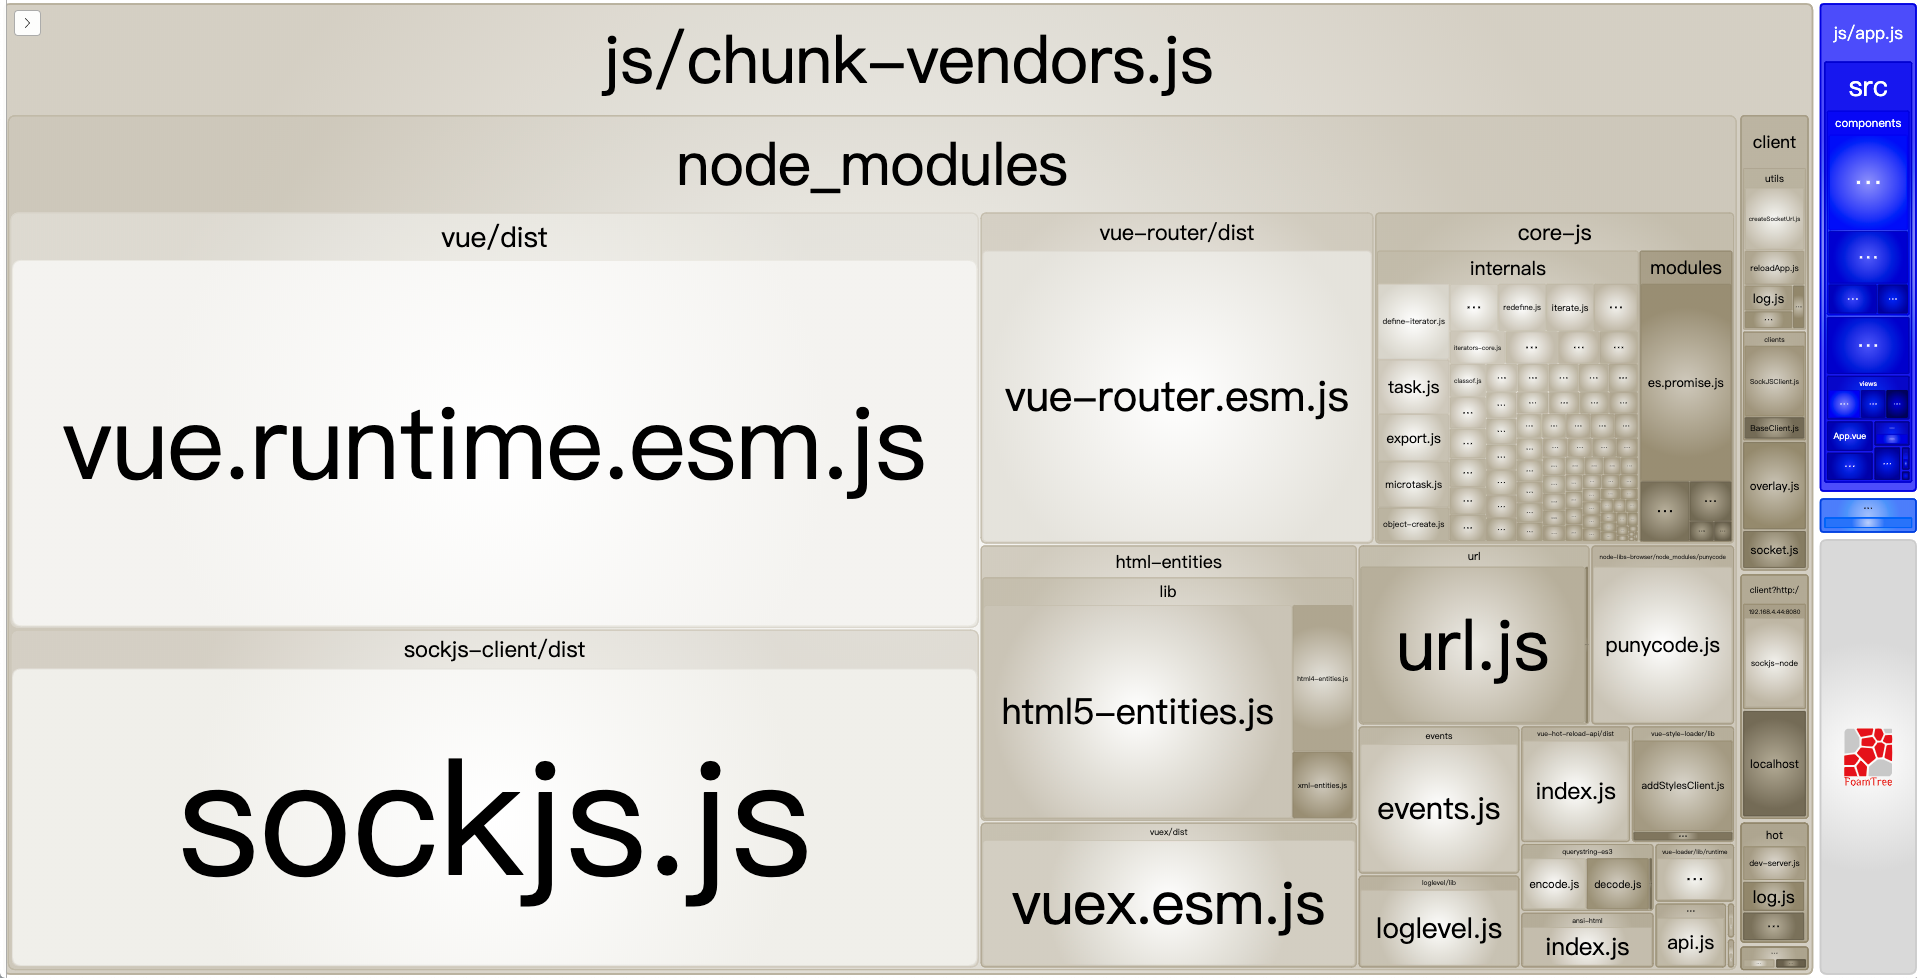 js/chunk-vendors.js
node_modules
vue/dist
vue.runtime.esm.js
sockjs-client/dist
sockjs.js
vue-router/dist
vue-router.esm.js
core-js
internals
define-iterator.js
...
redefine.js
iterate.js
...
iterators-core.js
...
...
...
task.js
classof.js
export.js
microtask.js
object-create.js
modules
es.promise.js
...
...
html-entities
lib
html5-entities.js
html4-entities.js
xml-entities.js
vuex/dist
vuex.esm.js
url
url.js
node-libs-browser/node_modules/punycode
punycode.js
events
events.js
loglevel/lib
loglevel.js
vue-hot-reload-api/dist
index.js
vue-style-loader/lib
addStylesClient.js
...
querystring-es3
encode.js
decode.js
ansi-html
index.js
vue-loader/lib/runtime
...
...
api.js
client
utils
createSocketUrl.js
reloadApp.js
log.js
...
...
clients
SockJSClient.js
BaseClient.js
overlay.js
socket.js
client?http:/
192.168.4.44:8080
sockjs-node
localhost
hot
dev-server.js
log.js
...
...
js/app.js
src
components
...
...
...
...
...
views
...
...
...
App.vue
...
...
...
...
FoamTree